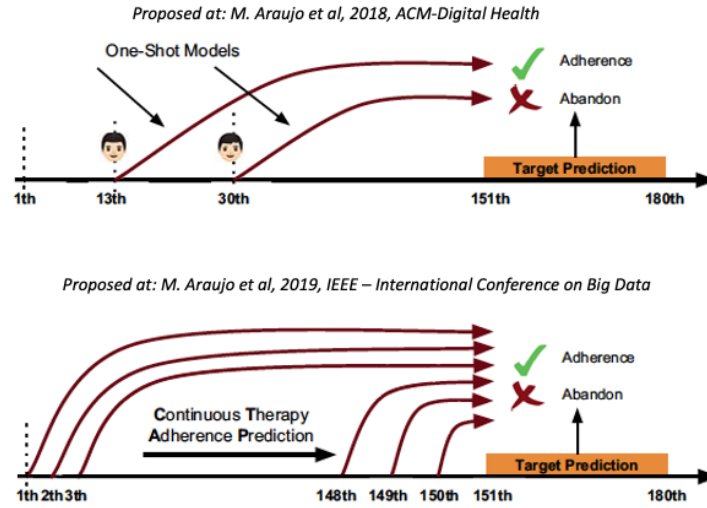 Proposed at: M. Araujo et al, 2018, ACM-Digital Health
One-Shot Models
Adherence
Abandon
Target Prediction
1th 13th 30th 151th 180th
Proposed at: M. Araujo et al, 2019, IEEE – International Conference on Big Data
Adherence
Abandon
Continuous Therapy
Adherence Prediction
Target Prediction
1th 2th 3th 148th 149th 150th 151th 180th